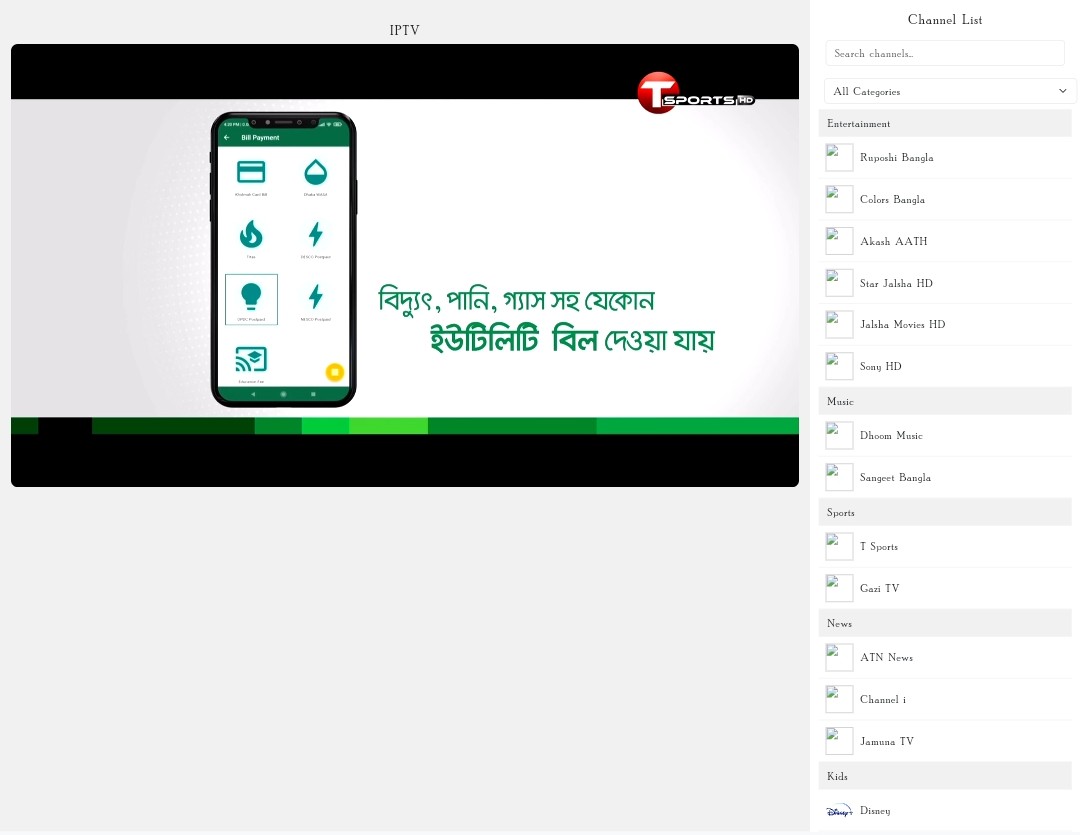 IPTV
T SPORTS HD
Bill Payment
বিদ্যুৎ, পানি, গ্যাস সহ যেকোন
ইউটিলিটি বিল দেওয়া যায়
Channel List
Search channels...
All Categories
Entertainment
Ruposhi Bangla
Colors Bangla
Akash AATH
Star Jalsha HD
Jalsha Movies HD
Sony HD
Music
Dhoom Music
Sangeet Bangla
Sports
T Sports
Gazi TV
News
ATN News
Channel i
Jamuna TV
Kids
Disney+
Disney